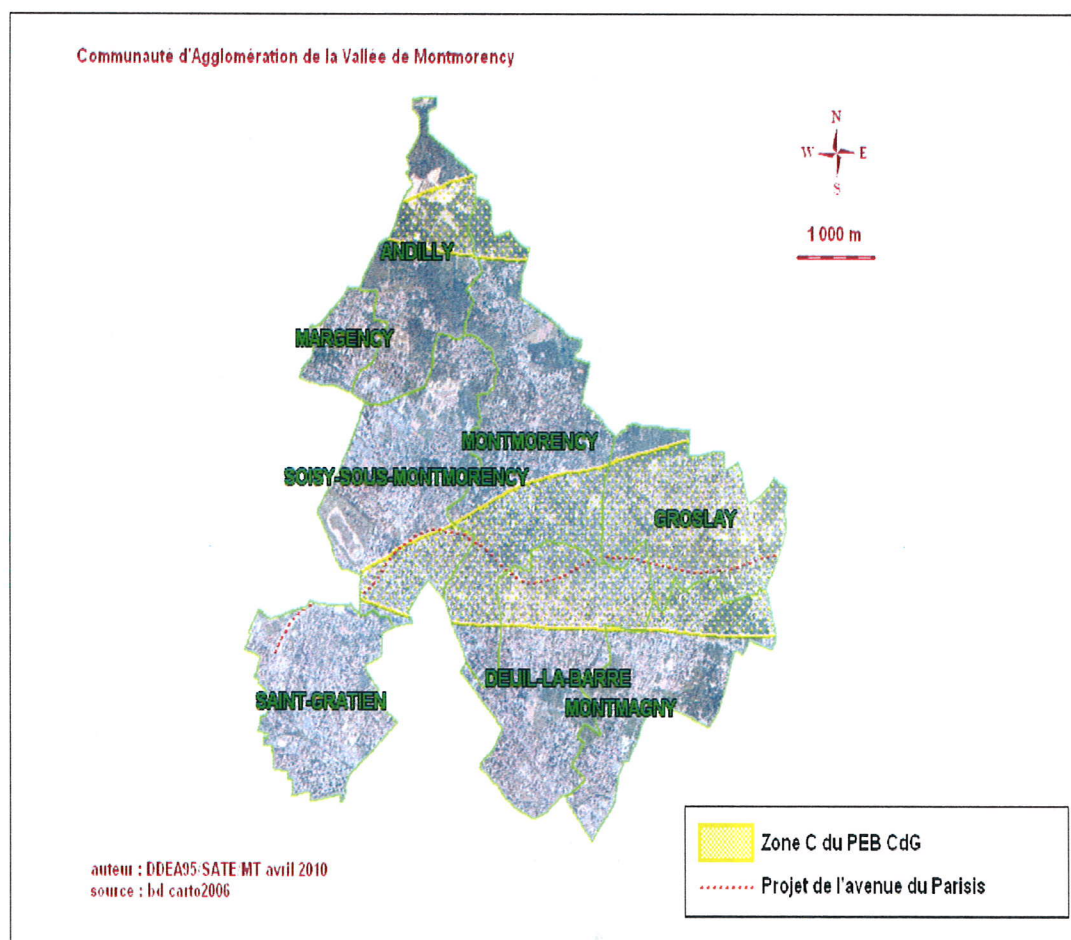 Communauté d'Agglomération de la Vallée de Montmorency
N
W E
S
1 000 m
ANDILLY
MARGENCY
MONTMORENCY
SOISY-SOUS-MONTMORENCY
GROSLAY
DEUIL-LA-BARRE
SAINT-GRATIEN
MONTMAGNY
Zone C du PEB CdG
Projet de l'avenue du Parisis
auteur : DDEA95/SATE/MT avril 2010
source : bd carto2006